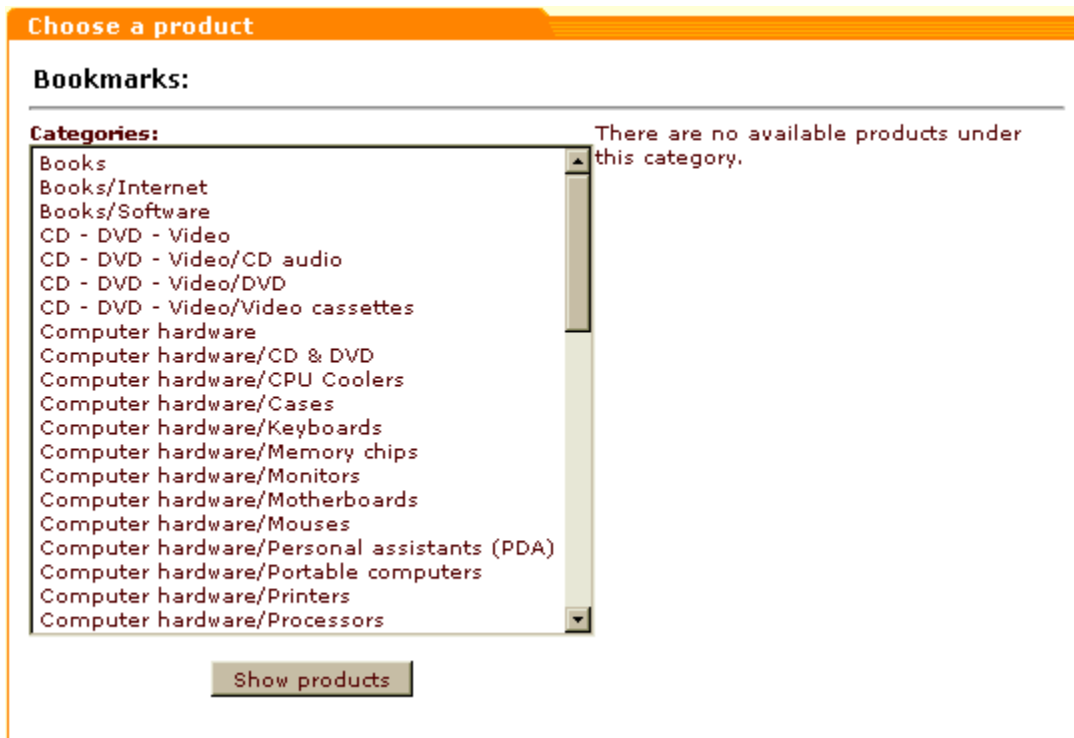 Choose a product
Bookmarks:
Categories:
Books
Books/Internet
Books/Software
CD - DVD - Video
CD - DVD - Video/CD audio
CD - DVD - Video/DVD
CD - DVD - Video/Video cassettes
Computer hardware
Computer hardware/CD & DVD
Computer hardware/CPU Coolers
Computer hardware/Cases
Computer hardware/Keyboards
Computer hardware/Memory chips
Computer hardware/Monitors
Computer hardware/Motherboards
Computer hardware/Mouses
Computer hardware/Personal assistants (PDA)
Computer hardware/Portable computers
Computer hardware/Printers
Computer hardware/Processors
There are no available products under
this category.
Show products